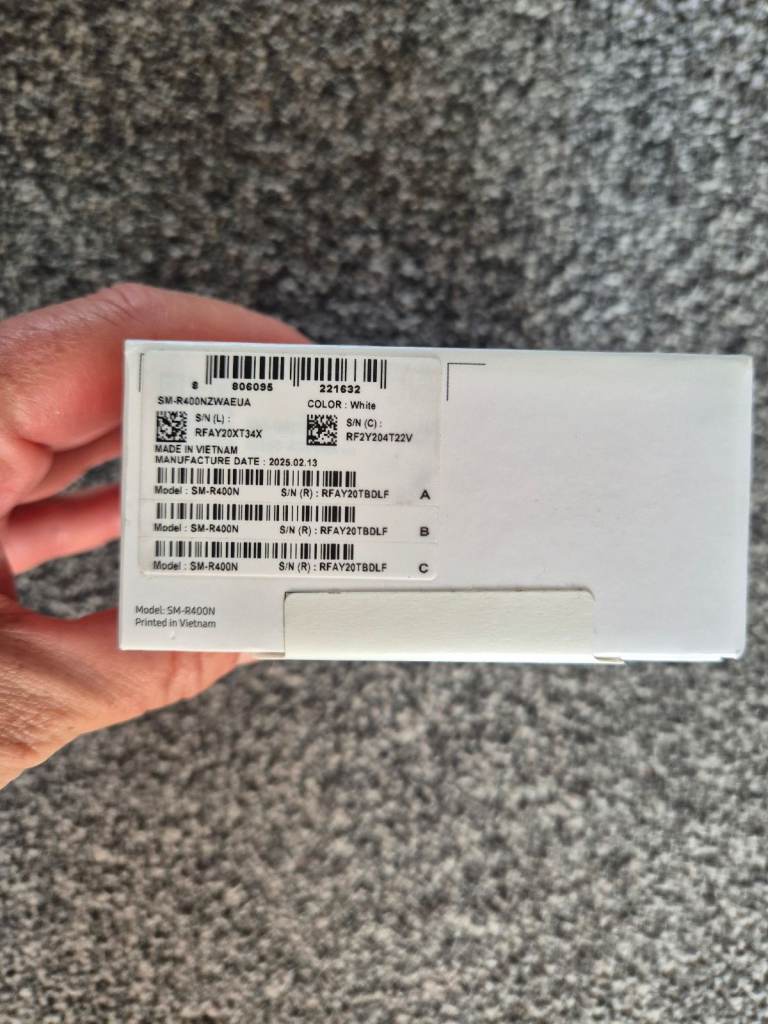 8 806095 221632
SM-R400NZWAEUA COLOR : White
S/N (L) : S/N (C) :
RFAY20XT34X RF2Y204T22V
MADE IN VIETNAM
MANUFACTURE DATE : 2025.02.13
Model : SM-R400N S/N (R) : RFAY20TBDLF A
Model : SM-R400N S/N (R) : RFAY20TBDLF B
Model : SM-R400N S/N (R) : RFAY20TBDLF C
Model: SM-R400N
Printed in Vietnam